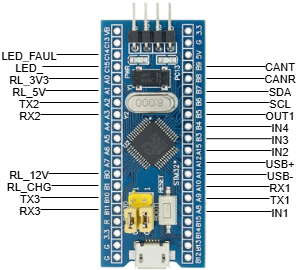 LED_FAUL
LED_
RL_3V3
RL_5V
TX2
RX2
RL_12V
RL_CHG
TX3
RX3
VB
C13
C14
C15
A0
A1
A2
A3
A4
A5
A6
A7
B0
B1
B10
B11
R
3.3
G
G
PWR
PC13
8.000
STM32*
RESET
G
3.3
5V
B9
B8
B7
B6
B5
B4
B3
A15
A12
A11
A10
A9
A8
B15
B14
B13
B12
CANT
CANR
SDA
SCL
OUT1
IN4
IN3
IN2
USB+
USB-
RX1
TX1
IN1